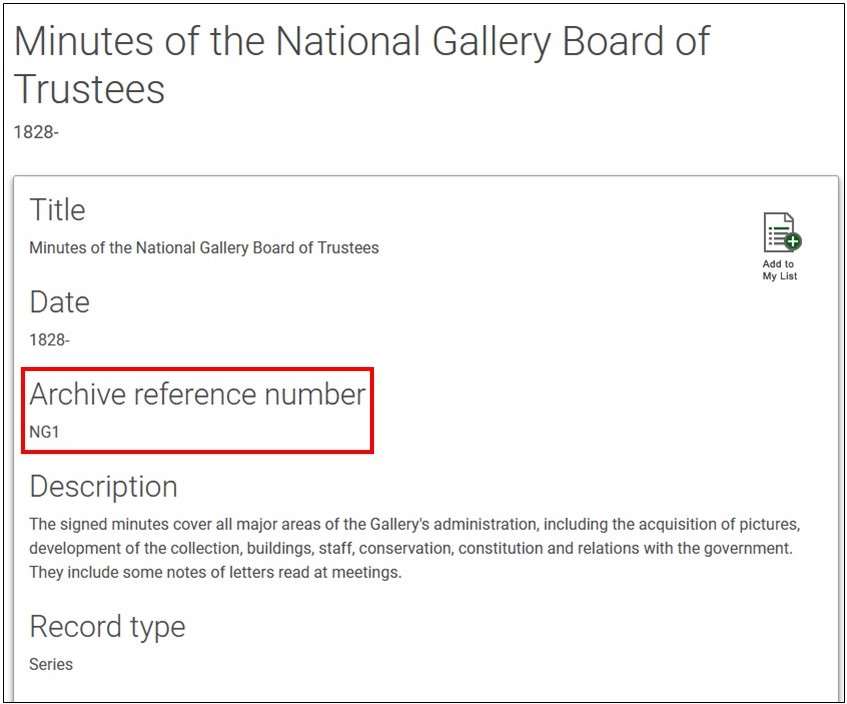 Minutes of the National Gallery Board of
Trustees
1828-
Title
Minutes of the National Gallery Board of Trustees
Add to
My List
Date
1828-
Archive reference number
NG1
Description
The signed minutes cover all major areas of the Gallery's administration, including the acquisition of pictures,
development of the collection, buildings, staff, conservation, constitution and relations with the government.
They include some notes of letters read at meetings.
Record type
Series